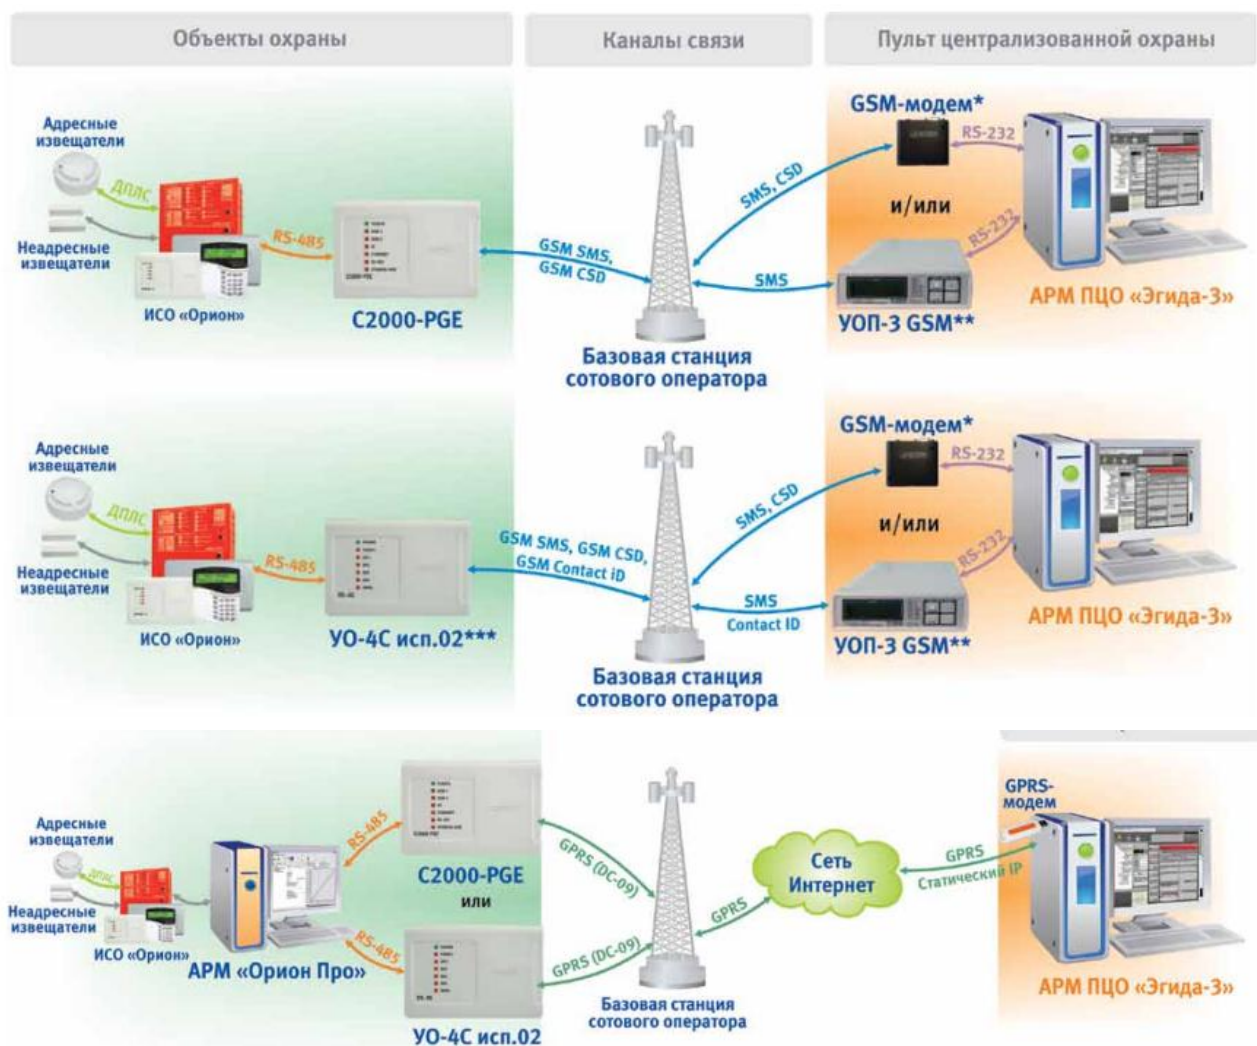 Объекты охраны
Каналы связи
Пульт централизованной охраны
Адресные
извещатели
ДПЛС
Неадресные
извещатели
ИСО «Орион»
RS-485
С2000-PGE
GSM SMS,
GSM CSD
SMS, CSD
SMS
Базовая станция
сотового оператора
GSM-модем*
RS-232
и/или
RS-232
УОП-3 GSM**
АРМ ПЦО «Эгида-3»
Адресные
извещатели
ДПЛС
Неадресные
извещатели
ИСО «Орион»
RS-485
УО-4С исп.02***
GSM SMS, GSM CSD,
GSM Contact iD
SMS, CSD
SMS
Contact ID
Базовая станция
сотового оператора
GSM-модем*
RS-232
и/или
RS-232
УОП-3 GSM**
АРМ ПЦО «Эгида-3»
Адресные
извещатели
ДПЛС
Неадресные
извещатели
ИСО «Орион»
АРМ «Орион Про»
RS-485
С2000-PGE
или
RS-485
УО-4С исп.02
GPRS (DC-09)
GPRS (DC-09)
Базовая станция
сотового оператора
GPRS
Сеть
Интернет
GPRS
Статический IP
GPRS-
модем
АРМ ПЦО «Эгида-3»